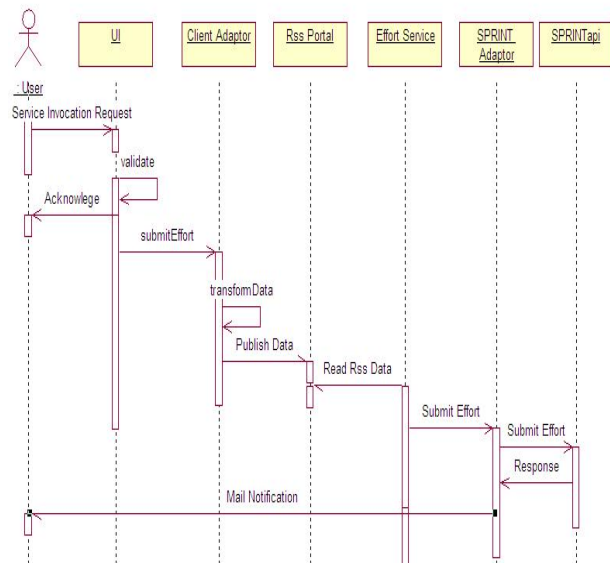 UI
Client Adaptor
Rss Portal
Effort Service
SPRINT
Adaptor
SPRINTapi
: User
Service Invocation Request
validate
Acknowlege
submitEffort
transformData
Publish Data
Read Rss Data
Submit Effort
Submit Effort
Response
Mail Notification